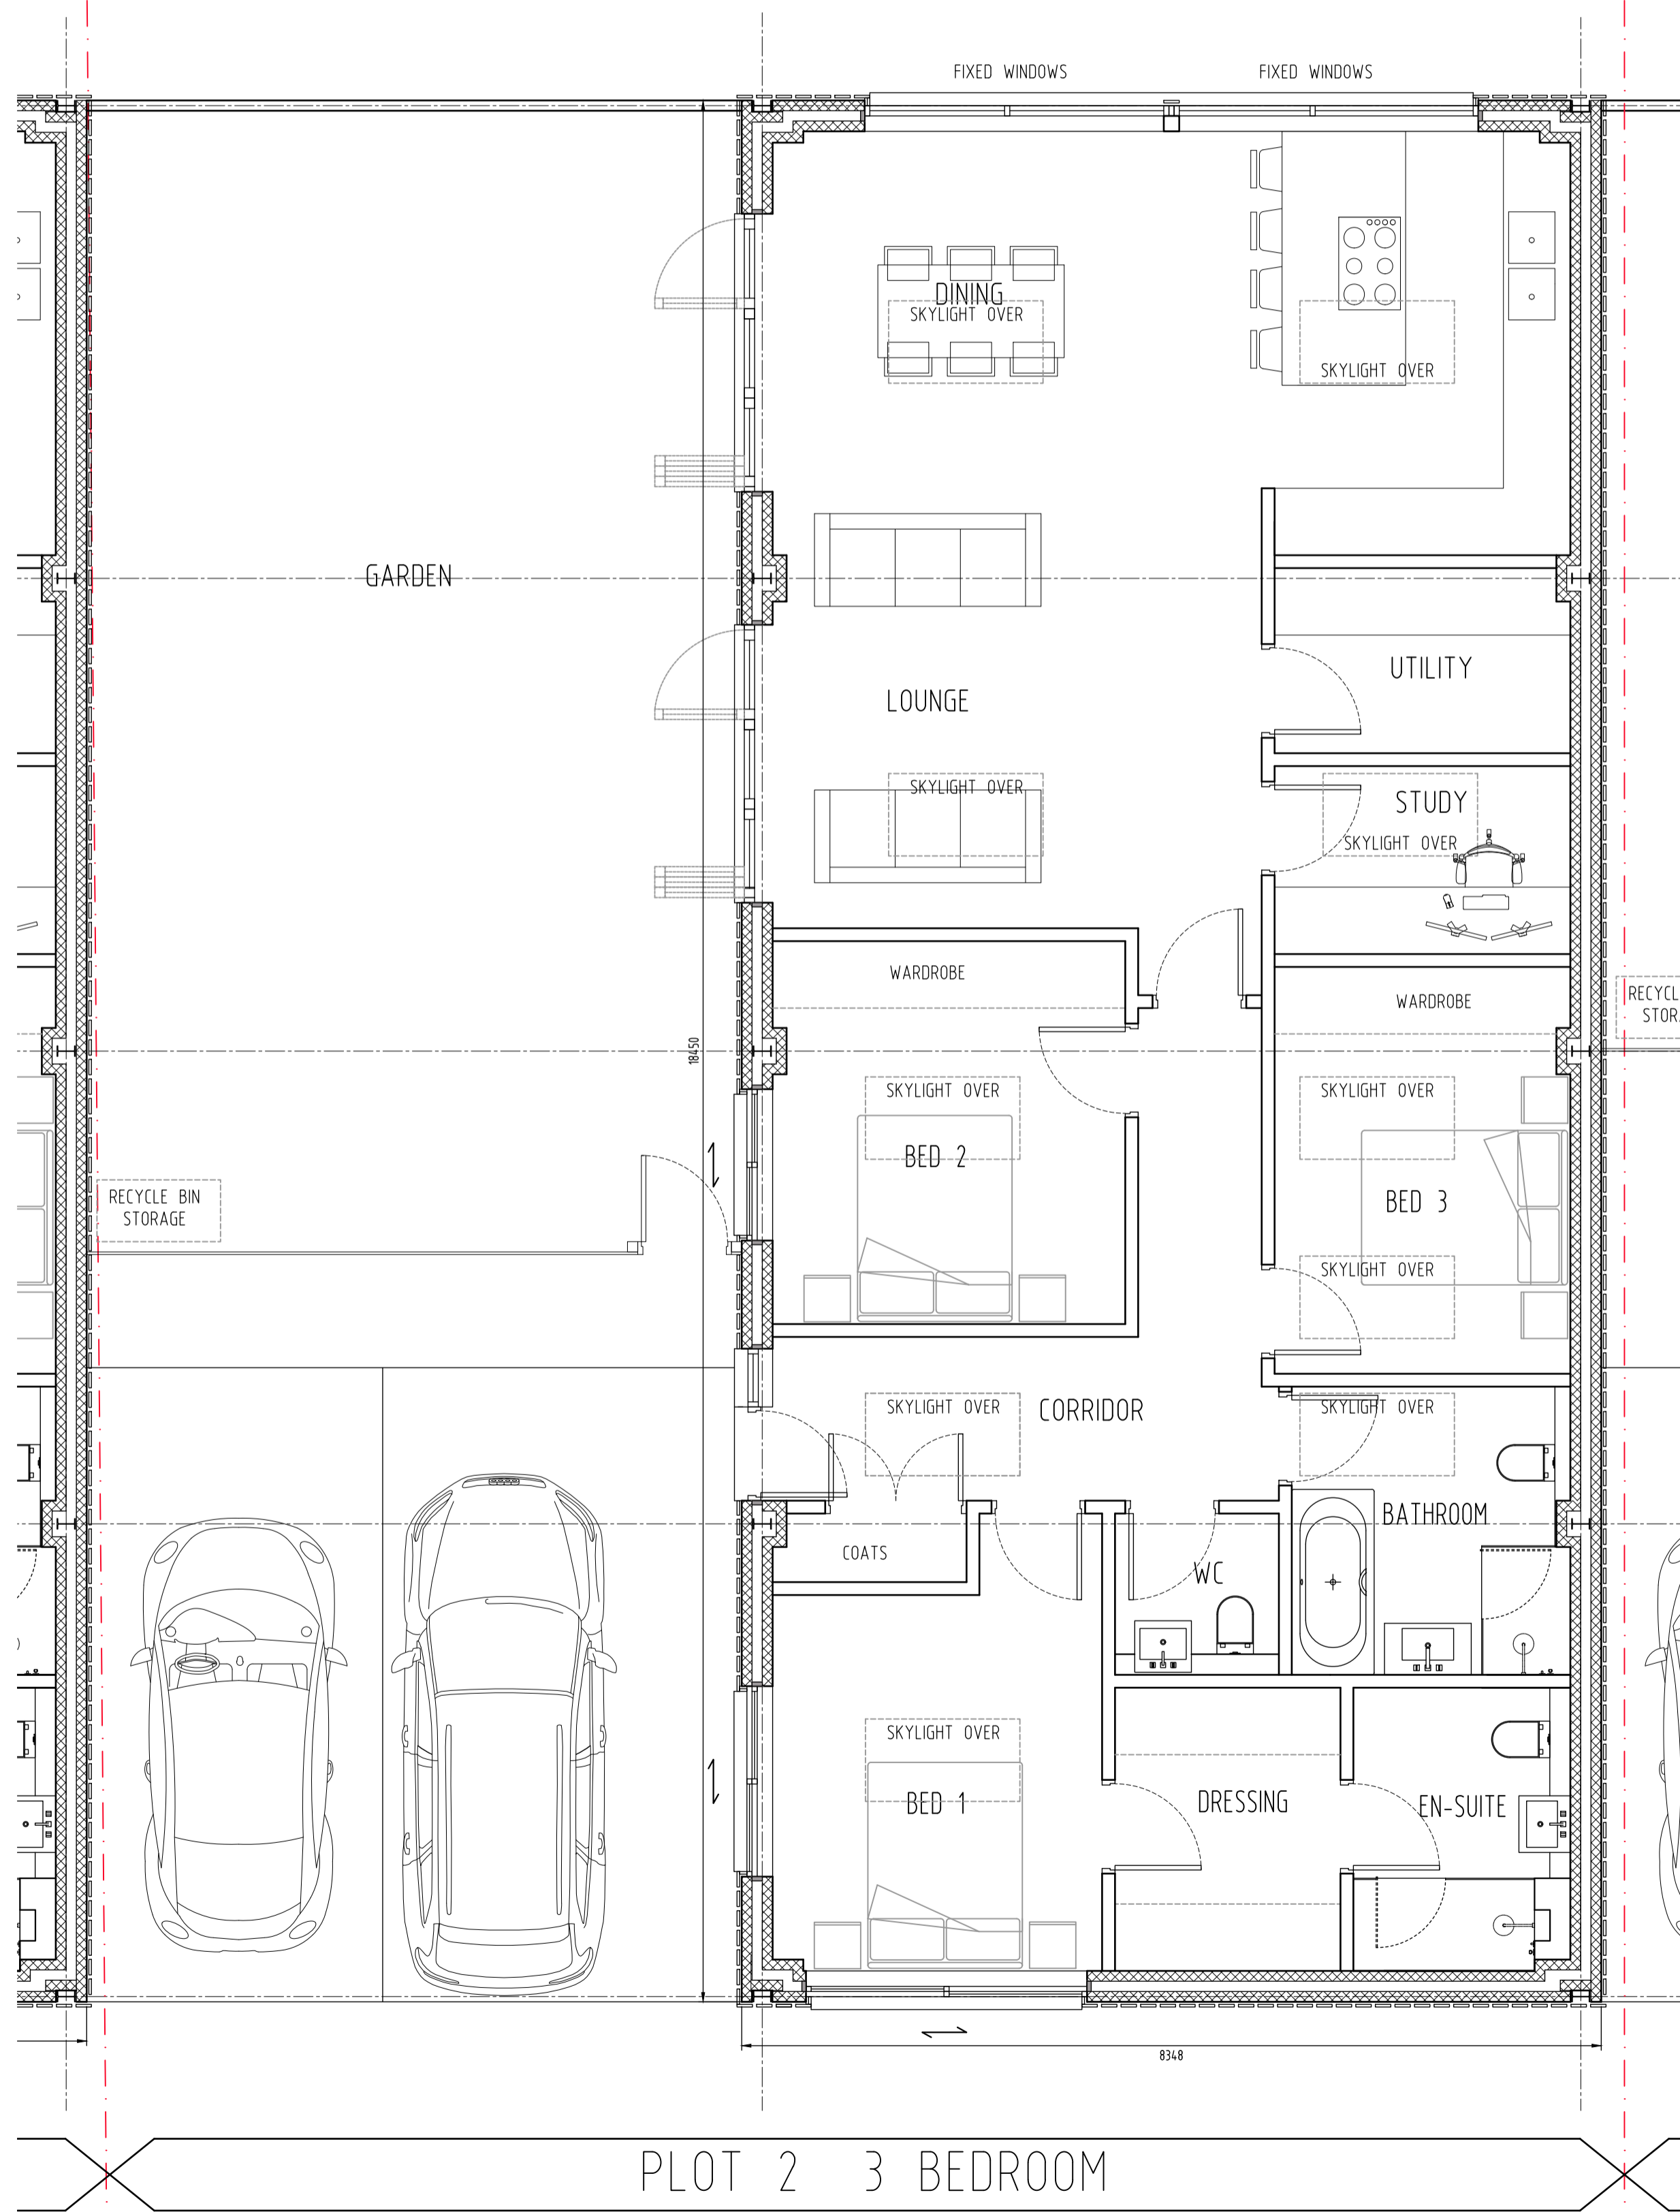 FIXED WINDOWS
FIXED WINDOWS
DINING
SKYLIGHT OVER
SKYLIGHT OVER
GARDEN
UTILITY
LOUNGE
SKYLIGHT OVER
STUDY
SKYLIGHT OVER
WARDROBE
WARDROBE
RECYCL
STOR
18450
SKYLIGHT OVER
SKYLIGHT OVER
BED 2
BED 3
RECYCLE BIN
STORAGE
SKYLIGHT OVER
SKYLIGHT OVER
CORRIDOR
SKYLIGHT OVER
BATHROOM
COATS
WC
SKYLIGHT OVER
BED 1
DRESSING
EN-SUITE
8348
PLOT 2 3 BEDROOM